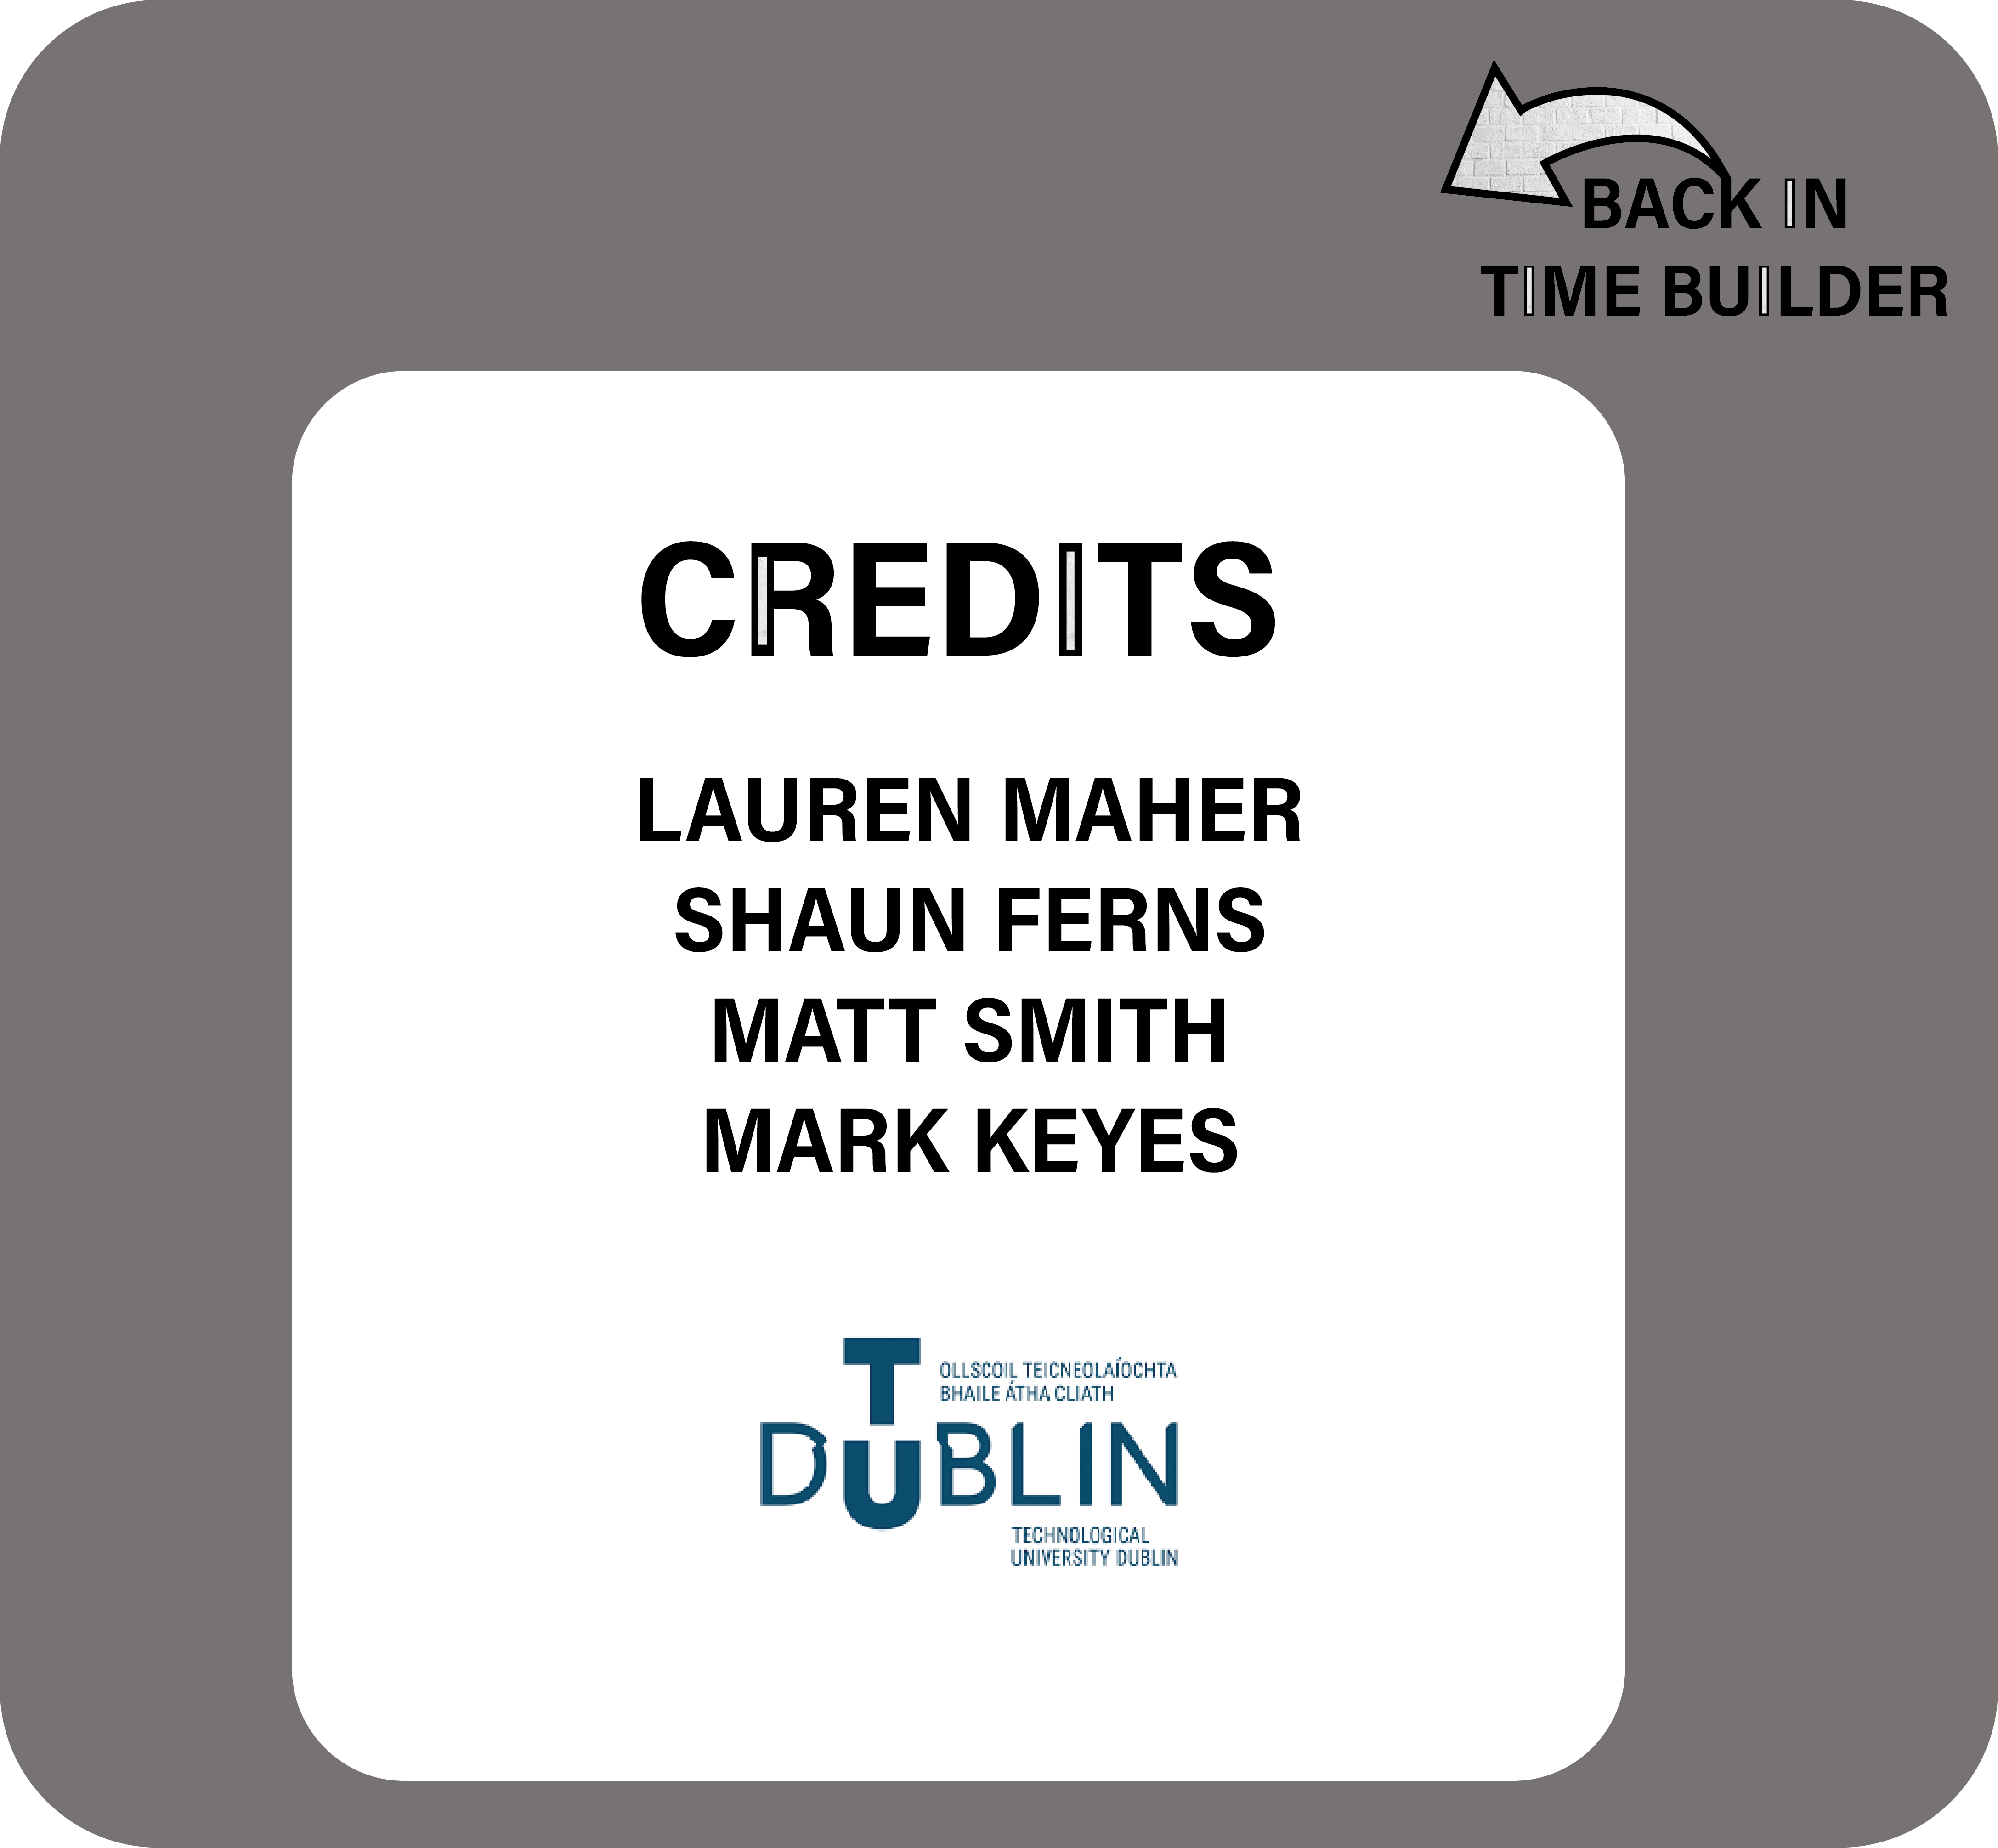 BACK IN
TIME BUILDER
CREDITS
LAUREN MAHER
SHAUN FERNS
MATT SMITH
MARK KEYES
OLLSCOIL TEICNEOLAÍOCHTA
BHAILE ÁTHA CLIATH
TU DUBLIN
TECHNOLOGICAL
UNIVERSITY DUBLIN